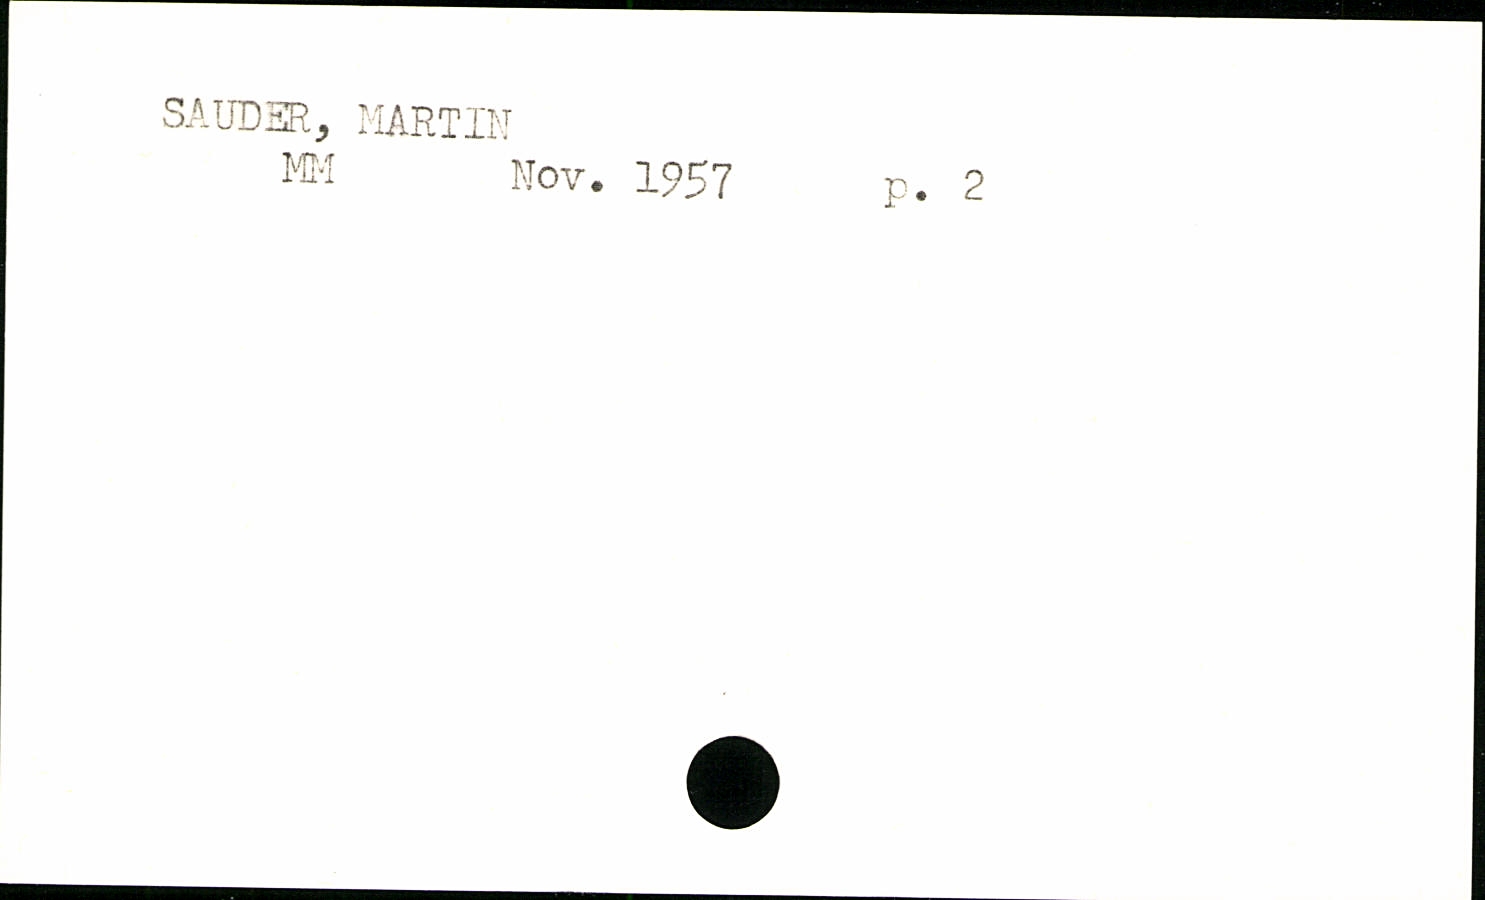 SAUDER, MARTIN
MM Nov. 1957 p. 2